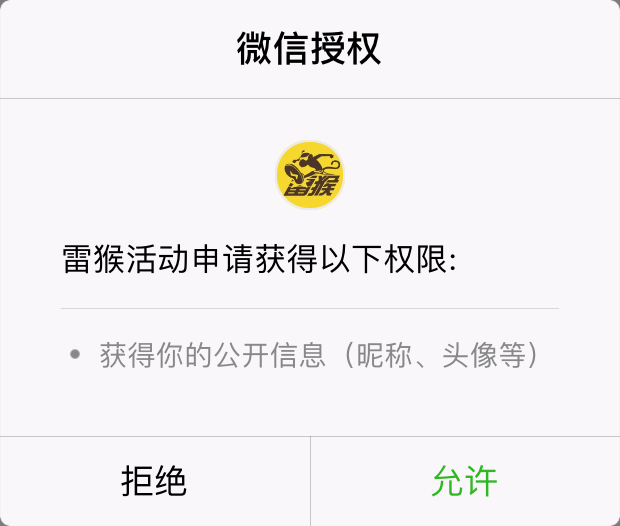 微信授权
雷猴
雷猴活动申请获得以下权限:
• 获得你的公开信息（昵称、头像等）
拒绝
允许